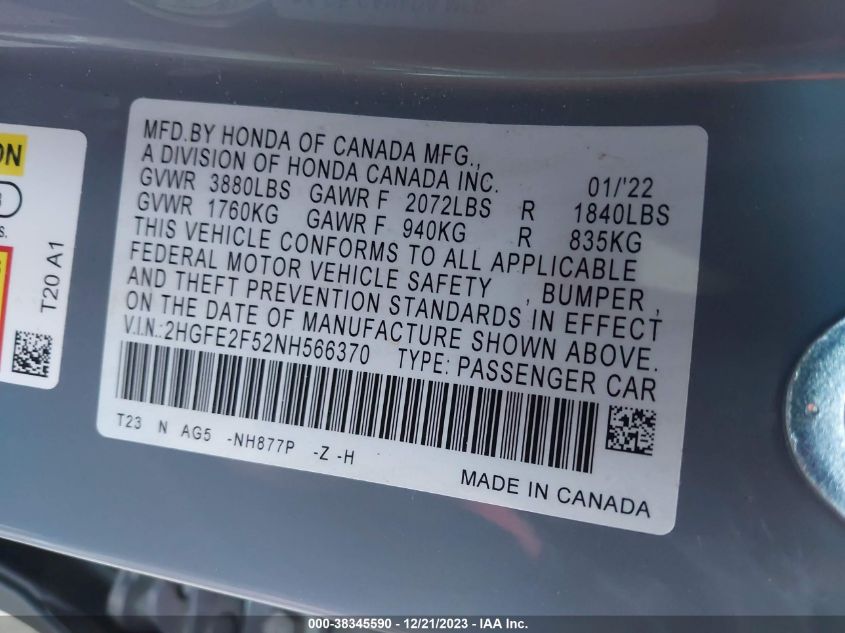 ON
S.
T20 A1
MFD.BY HONDA OF CANADA MFG.,
A DIVISION OF HONDA CANADA INC. 01/'22
GVWR 3880LBS GAWR F 2072LBS R 1840LBS
GVWR 1760KG GAWR F 940KG R 835KG
THIS VEHICLE CONFORMS TO ALL APPLICABLE
FEDERAL MOTOR VEHICLE SAFETY , BUMPER ,
AND THEFT PREVENTION STANDARDS IN EFFECT
ON THE DATE OF MANUFACTURE SHOWN ABOVE.
V.I.N.:2HGFE2F52NH566370 TYPE: PASSENGER CAR
T23 N AG5 -NH877P -Z -H
MADE IN CANADA
000-38345590 - 12/21/2023 - IAA Inc.